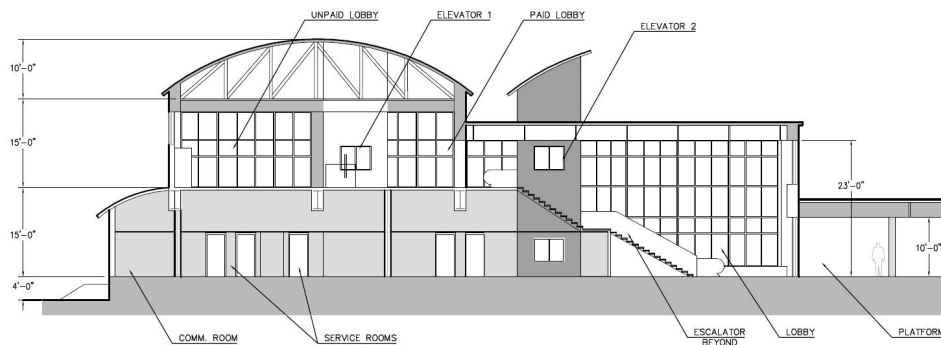 UNPAID LOBBY
ELEVATOR 1
PAID LOBBY
ELEVATOR 2
10'-0"
15'-0"
23'-0"
15'-0"
10'-0"
4'-0"
COMM. ROOM
SERVICE ROOMS
ESCALATOR
BEYOND
LOBBY
PLATFORM